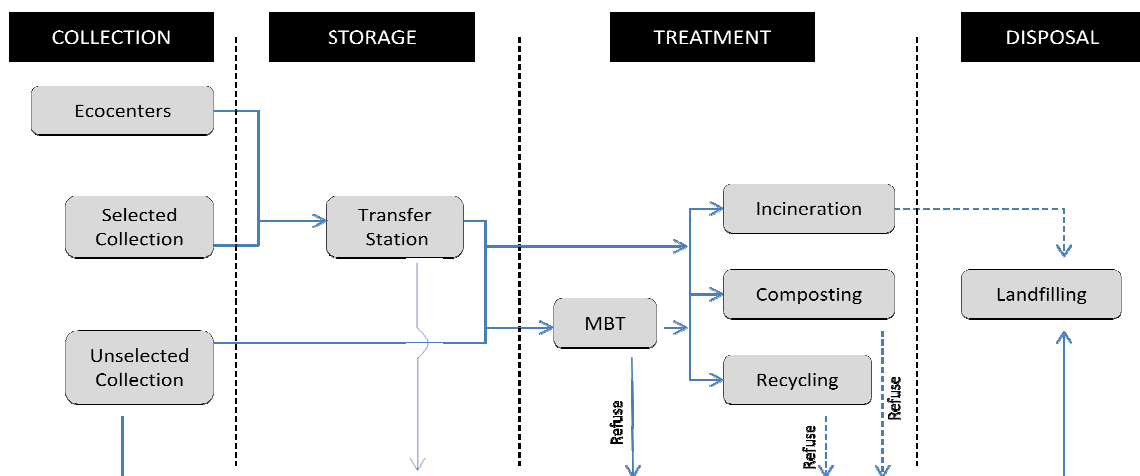 COLLECTION
STORAGE
TREATMENT
DISPOSAL
Ecocenters
Selected
Collection
Transfer
Station
Incineration
Composting
Landfilling
MBT
Unselected
Collection
Recycling
Refuse
Refuse
Refuse